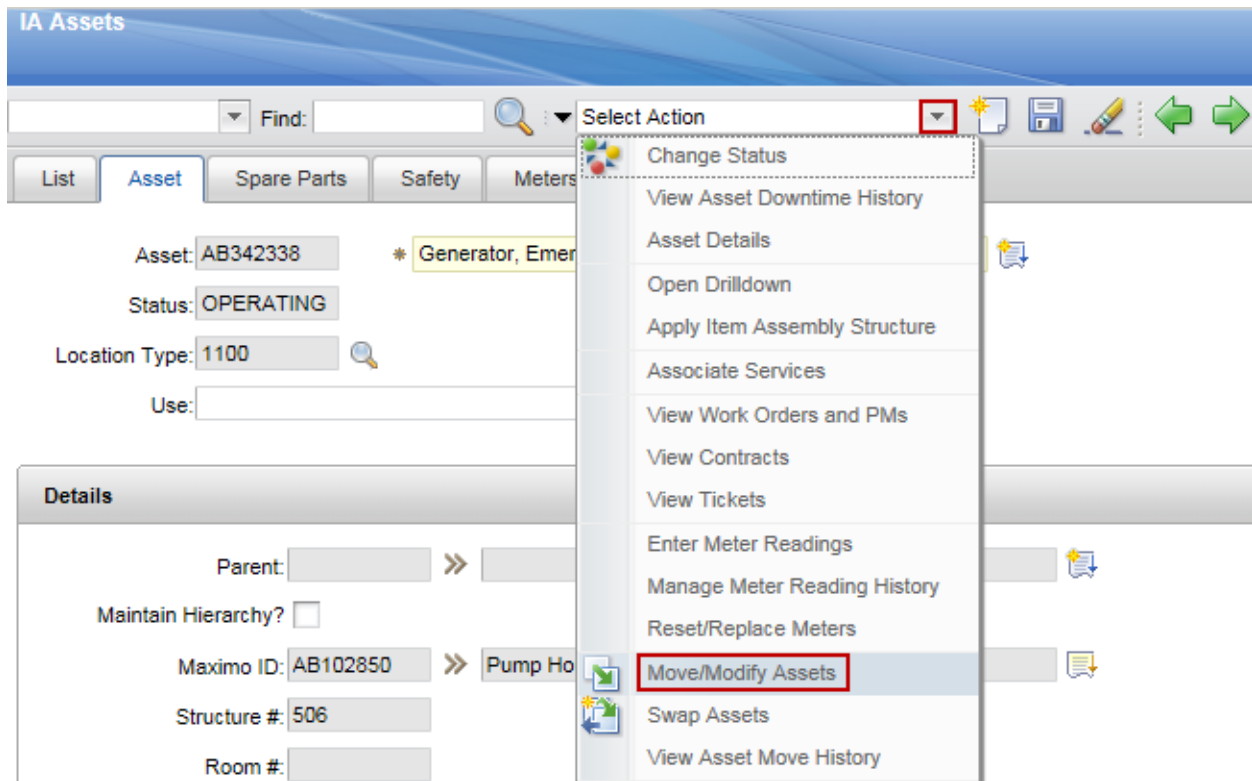 IA Assets
Find:
Select Action
List
Asset
Spare Parts
Safety
Meters
Change Status
View Asset Downtime History
Asset Details
Open Drilldown
Apply Item Assembly Structure
Associate Services
View Work Orders and PMs
View Contracts
View Tickets
Enter Meter Readings
Manage Meter Reading History
Reset/Replace Meters
Move/Modify Assets
Swap Assets
View Asset Move History
Asset: AB342338 * Generator, Emer
Status: OPERATING
Location Type: 1100
Use:
Details
Parent:
Maintain Hierarchy?
Maximo ID: AB102850 Pump Ho
Structure #: 506
Room #: